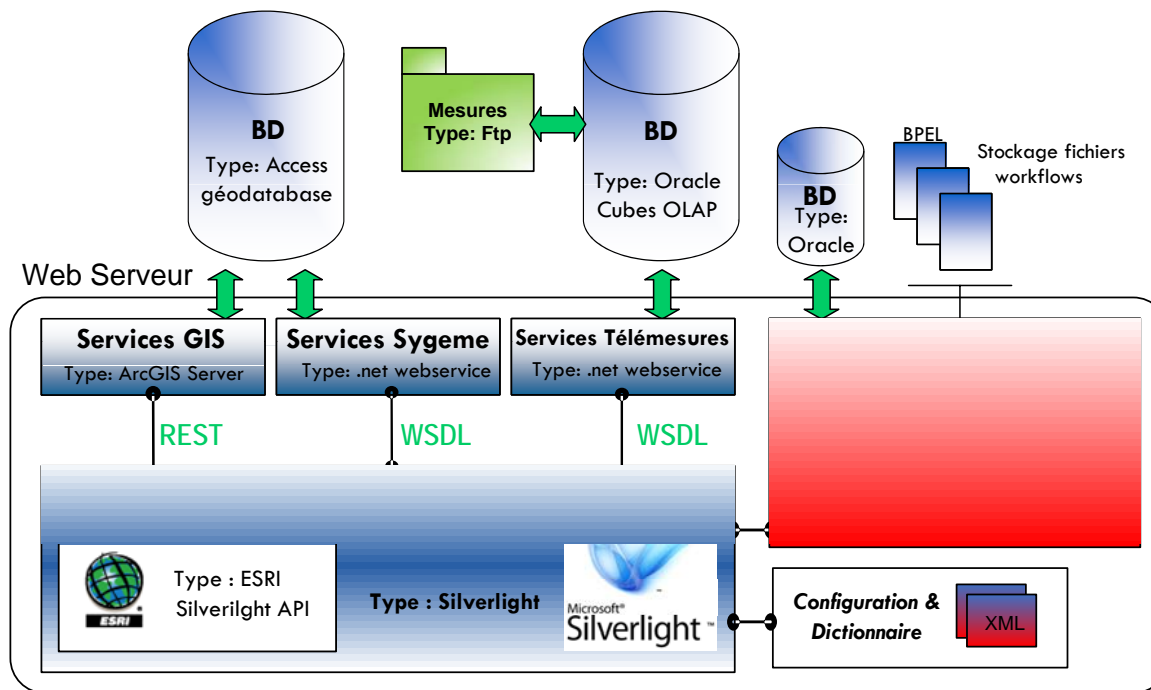 BD
Type: Access
géodatabase
Mesures
Type: Ftp
BD
Type: Oracle
Cubes OLAP
BD
Type:
Oracle
BPEL
Stockage fichiers
workflows
Web Serveur
Services GIS
Type: ArcGIS Server
Services Sygeme
Type: .net webservice
Services Télémesures
Type: .net webservice
REST
WSDL
WSDL
ESRI
Type : ESRI
Silverilght API
Type : Silverlight
Microsoft®
Silverlight™
Configuration &
Dictionnaire
XML